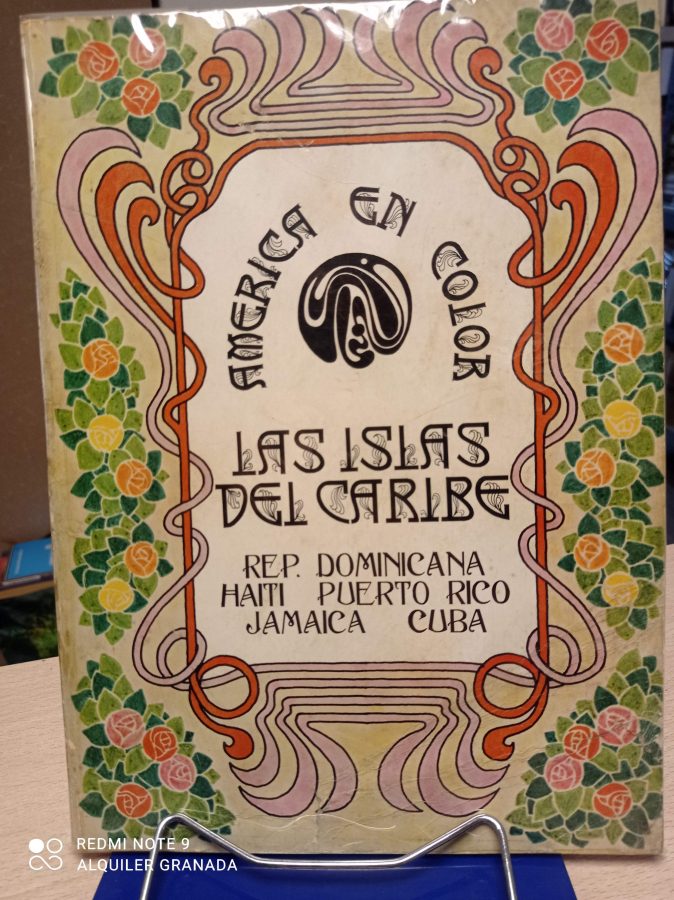 AMERICA EN COLOR
LAS ISLAS
DEL CARIBE
REP. DOMINICANA
HAITI PUERTO RICO
JAMAICA CUBA
REDMI NOTE 9
ALQUILER GRANADA